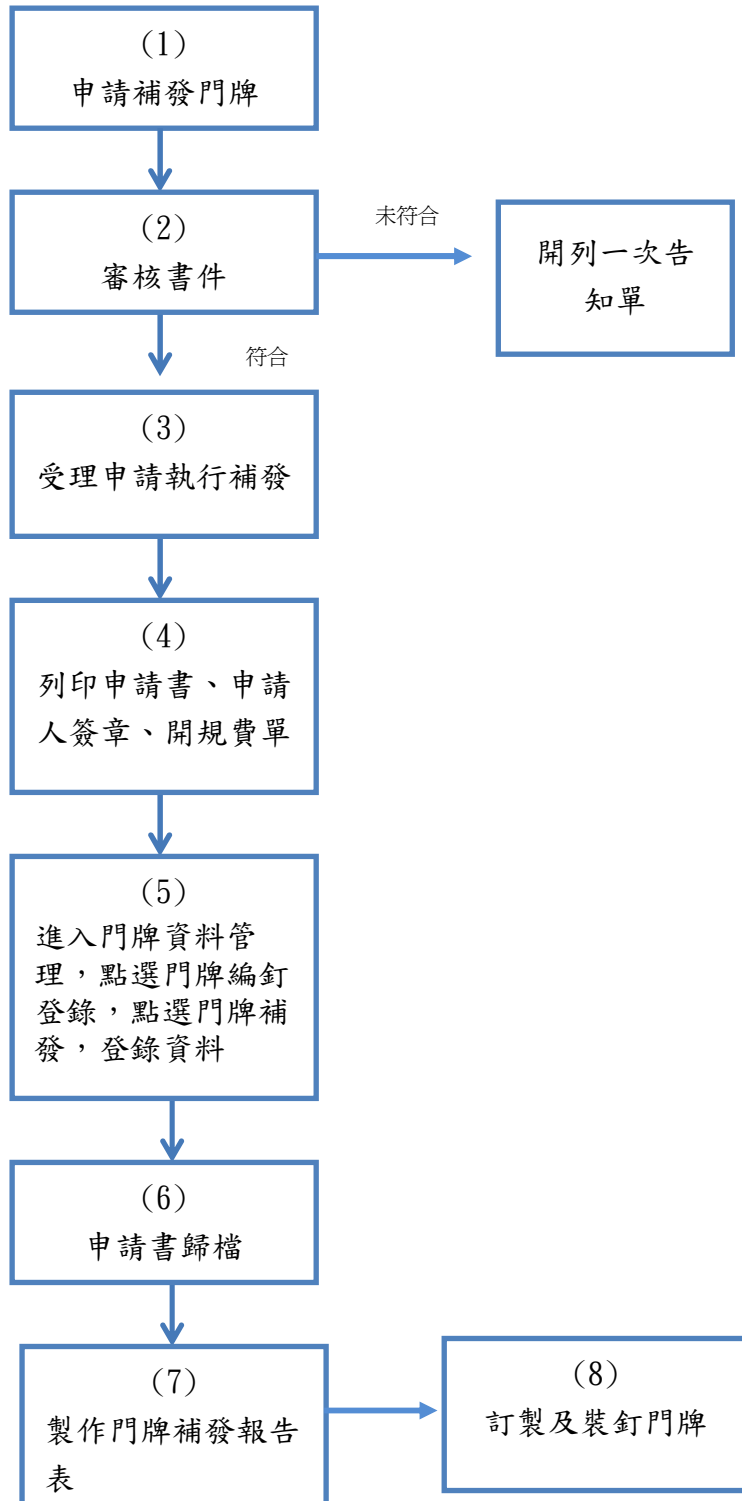 (1)
申請補發門牌
(2)
審核書件
未符合
開列一次告
知單
符合
(3)
受理申請執行補發
(4)
列印申請書、申請
人簽章、開規費單
(5)
進入門牌資料管
理，點選門牌編釘
登錄，點選門牌補
發，登錄資料
(6)
申請書歸檔
(7)
製作門牌補發報告
表
(8)
訂製及裝釘門牌